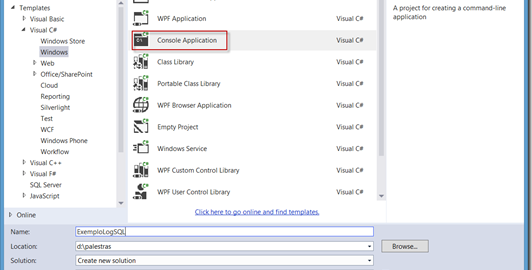 Templates
Visual Basic
Visual C#
Windows Store
Windows
Web
Office/SharePoint
Cloud
Reporting
Silverlight
Test
WCF
Windows Phone
Workflow
Visual C++
Visual F#
SQL Server
JavaScript
Online
WPF Application Visual C#
Console Application Visual C#
Class Library Visual C#
Portable Class Library Visual C#
WPF Browser Application Visual C#
Empty Project Visual C#
Windows Service Visual C#
WPF Custom Control Library Visual C#
WPF User Control Library Visual C#
Click here to go online and find templates.
A project for creating a command-line
application
Name: ExemploLogSQL
Location: d:\palestras Browse...
Solution: Create new solution